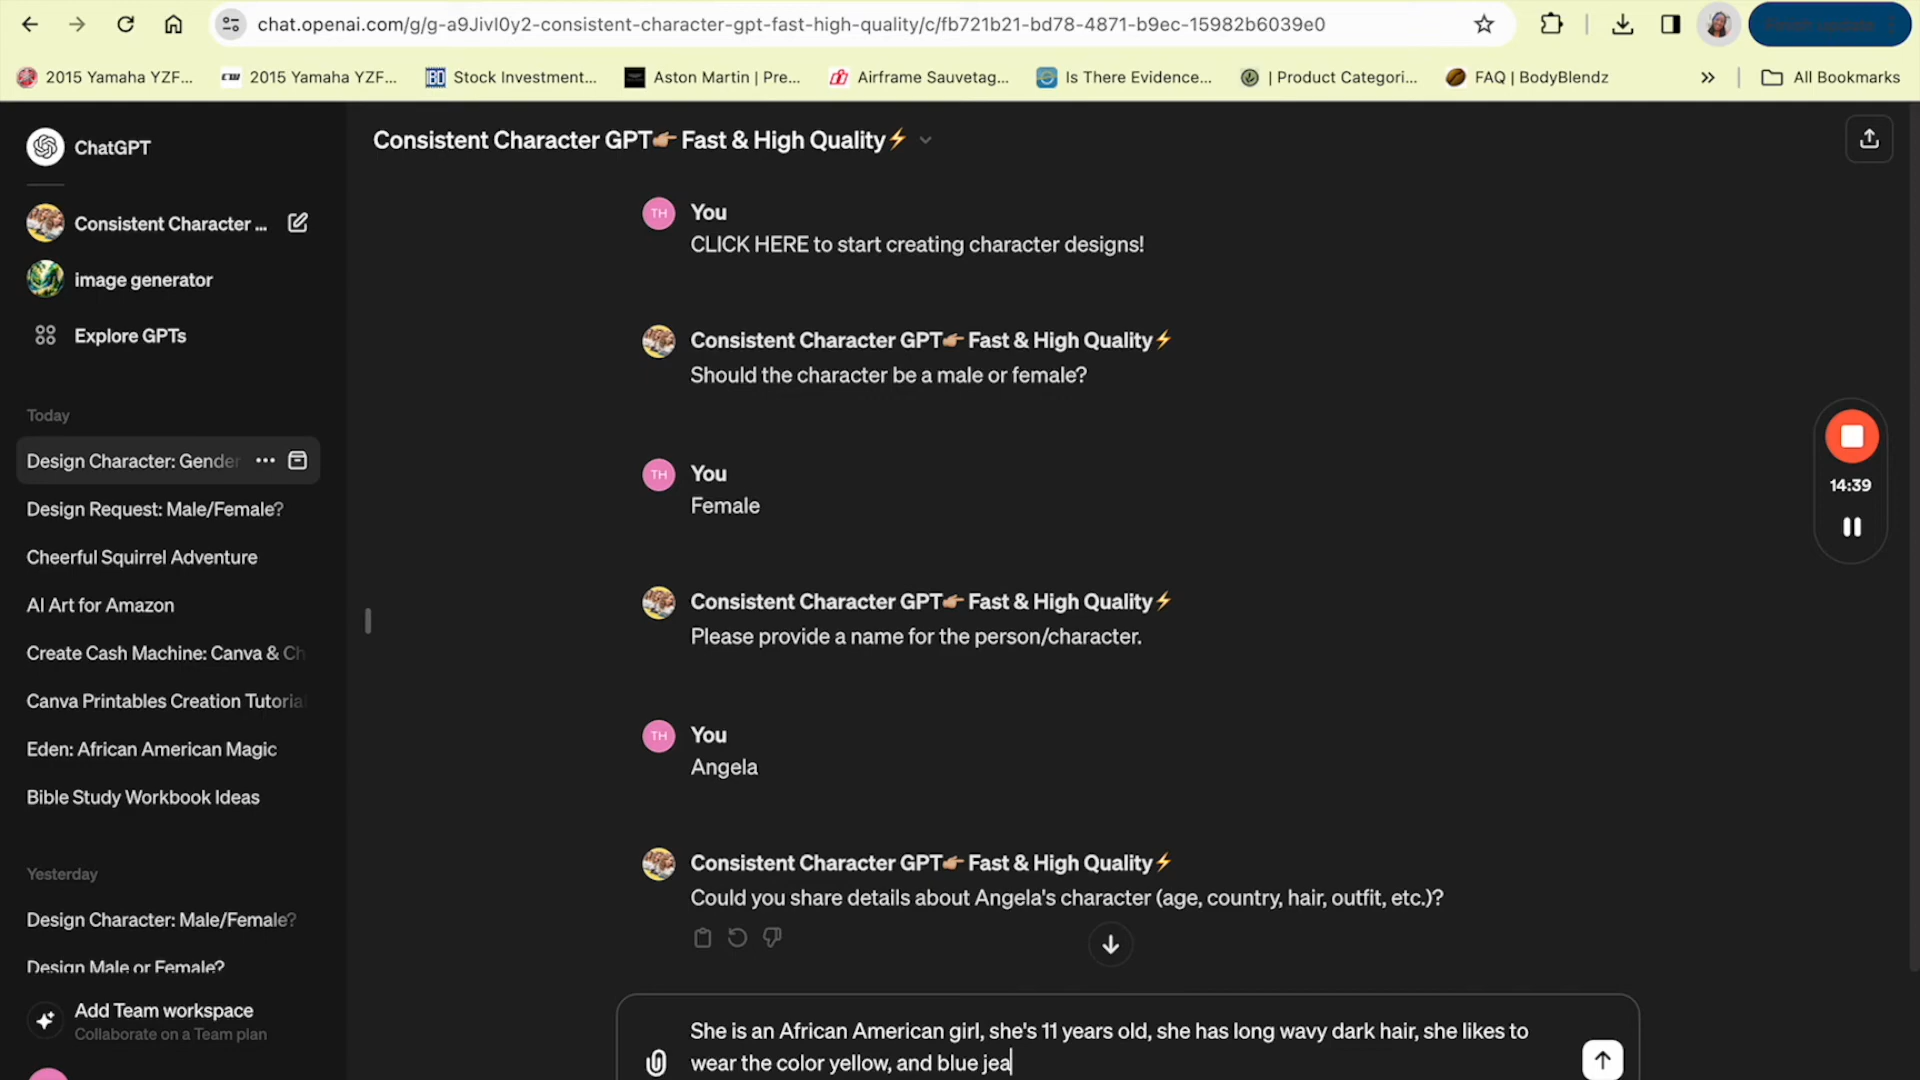 chat.openai.com/g/g-a9JivI0y2-consistent-character-gpt-fast-high-quality/c/fb721b21-bd78-4871-b9ec-15982b6039e0
2015 Yamaha YZF...
CW 2015 Yamaha YZF...
BD Stock Investment...
Aston Martin | Pre...
Airframe Sauvetag...
Is There Evidence...
| Product Categori...
FAQ | BodyBlendz
»
All Bookmarks
ChatGPT
Consistent Character ...
image generator
Explore GPTs
Today
Design Character: Gender
Design Request: Male/Female?
Cheerful Squirrel Adventure
AI Art for Amazon
Create Cash Machine: Canva & Ch
Canva Printables Creation Tutorial
Eden: African American Magic
Bible Study Workbook Ideas
Yesterday
Design Character: Male/Female?
Design Male or Female?
Add Team workspace
Collaborate on a Team plan
Consistent Character GPT👉🏼 Fast & High Quality⚡
TH You
CLICK HERE to start creating character designs!
Consistent Character GPT👉🏼 Fast & High Quality⚡
Should the character be a male or female?
TH You
Female
Consistent Character GPT👉🏼 Fast & High Quality⚡
Please provide a name for the person/character.
TH You
Angela
Consistent Character GPT👉🏼 Fast & High Quality⚡
Could you share details about Angela's character (age, country, hair, outfit, etc.)?
She is an African American girl, she's 11 years old, she has long wavy dark hair, she likes to
wear the color yellow, and blue jea
14:39